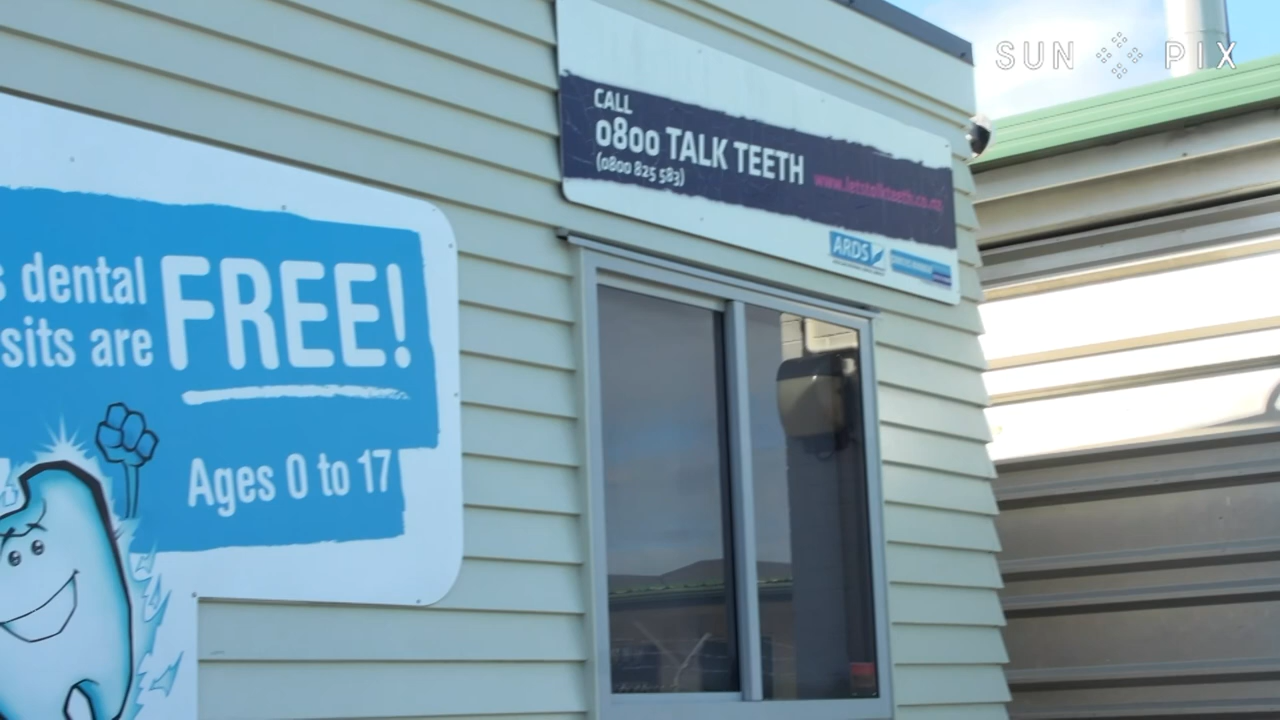 SUN PIX
CALL
0800 TALK TEETH
(0800 825 583)
www.letstalkteeth.co.nz
ARDS
s dental
sits are
FREE!
Ages 0 to 17